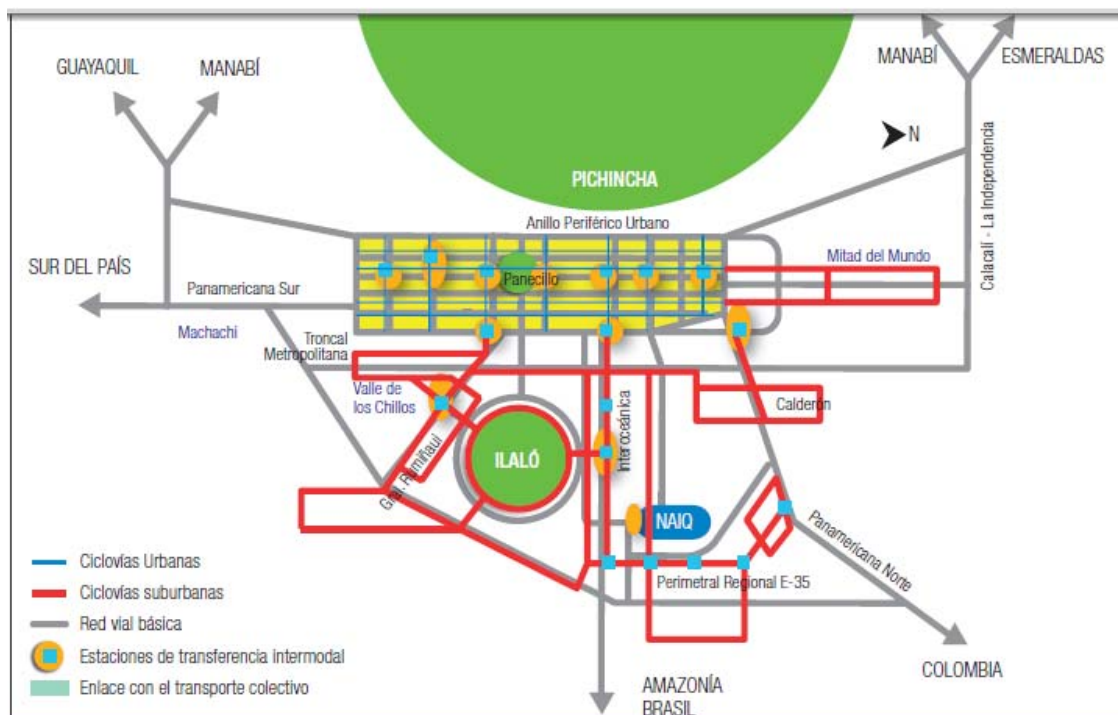 GUAYAQUIL
MANABÍ
MANABÍ
ESMERALDAS
N
Calacalí - La Independencia
PICHINCHA
Anillo Periférico Urbano
SUR DEL PAÍS
Panecillo
Mitad del Mundo
Panamericana Sur
Machachi
Troncal
Metropolitana
Valle de
los Chillos
Calderón
Gral. Rumiñaui
ILALÓ
Interoceánica
NAIQ
Panamericana Norte
Perimetral Regional E-35
Ciclovías Urbanas
Ciclovías suburbanas
Red vial básica
Estaciones de transferencia intermodal
Enlace con el transporte colectivo
AMAZONÍA
BRASIL
COLOMBIA